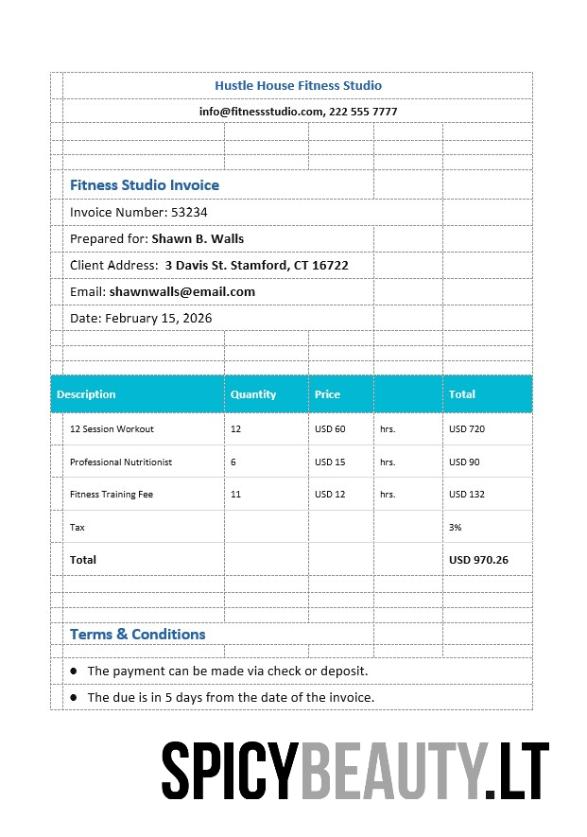 Hustle House Fitness Studio
info@fitnessstudio.com, 222 555 7777
Fitness Studio Invoice
Invoice Number: 53234
Prepared for: Shawn B. Walls
Client Address: 3 Davis St. Stamford, CT 16722
Email: shawnwalls@email.com
Date: February 15, 2026
Description Quantity Price Total
12 Session Workout 12 USD 60 hrs. USD 720
Professional Nutritionist 6 USD 15 hrs. USD 90
Fitness Training Fee 11 USD 12 hrs. USD 132
Tax 3%
Total USD 970.26
Terms & Conditions
● The payment can be made via check or deposit.
● The due is in 5 days from the date of the invoice.
SPICYBEAUTY.LT